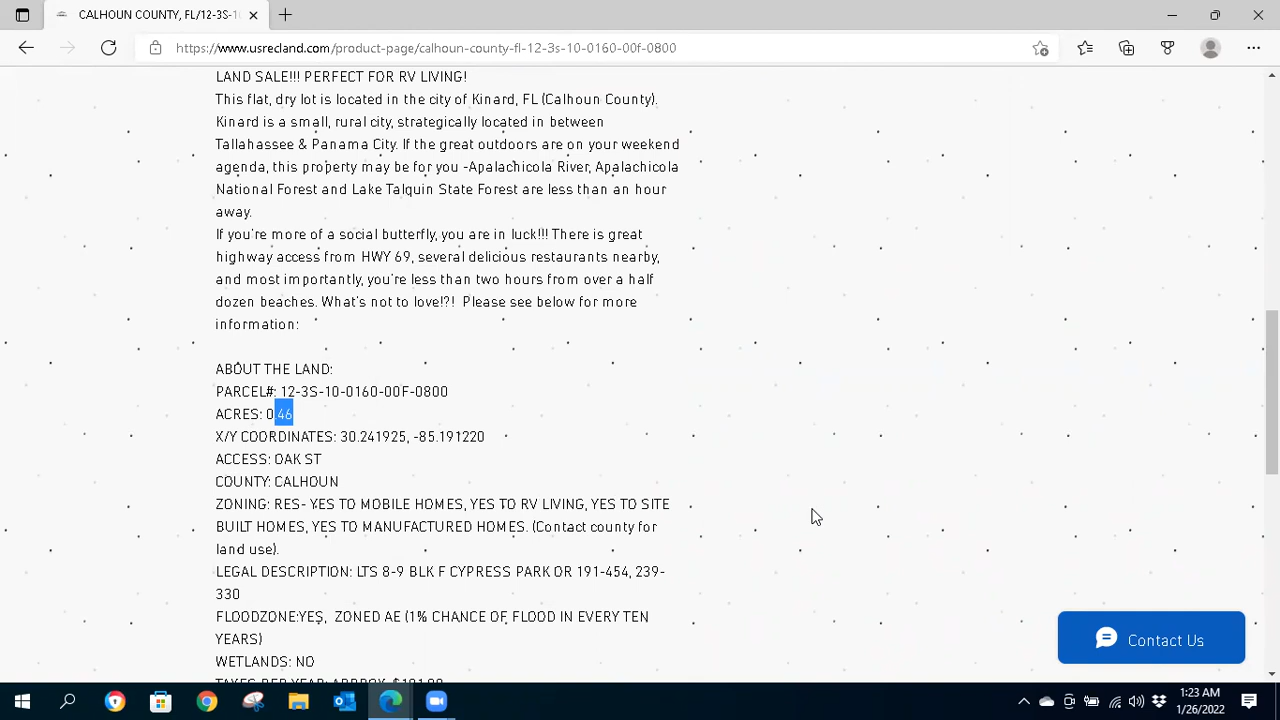 CALHOUN COUNTY, FL/12-3S-10
https://www.usrecland.com/product-page/calhoun-county-fl-12-3s-10-0160-00f-0800
LAND SALE!!! PERFECT FOR RV LIVING!
This flat, dry lot is located in the city of Kinard, FL (Calhoun County).
Kinard is a small, rural city, strategically located in between
Tallahassee & Panama City. If the great outdoors are on your weekend
agenda, this property may be for you -Apalachicola River, Apalachicola
National Forest and Lake Talquin State Forest are less than an hour
away.
If you're more of a social butterfly, you are in luck!!! There is great
highway access from HWY 69, several delicious restaurants nearby,
and most importantly, you're less than two hours from over a half
dozen beaches. What's not to love!?!  Please see below for more
information:
ABOUT THE LAND:
PARCEL#: 12-3S-10-0160-00F-0800
ACRES: 0.46
X/Y COORDINATES: 30.241925, -85.191220
ACCESS: OAK ST
COUNTY: CALHOUN
ZONING: RES- YES TO MOBILE HOMES, YES TO RV LIVING, YES TO SITE
BUILT HOMES, YES TO MANUFACTURED HOMES. (Contact county for
land use).
LEGAL DESCRIPTION: LTS 8-9 BLK F CYPRESS PARK OR 191-454, 239-
330
FLOODZONE:YES,  ZONED AE (1% CHANCE OF FLOOD IN EVERY TEN
YEARS)
WETLANDS: NO
Contact Us
1:23 AM
1/26/2022